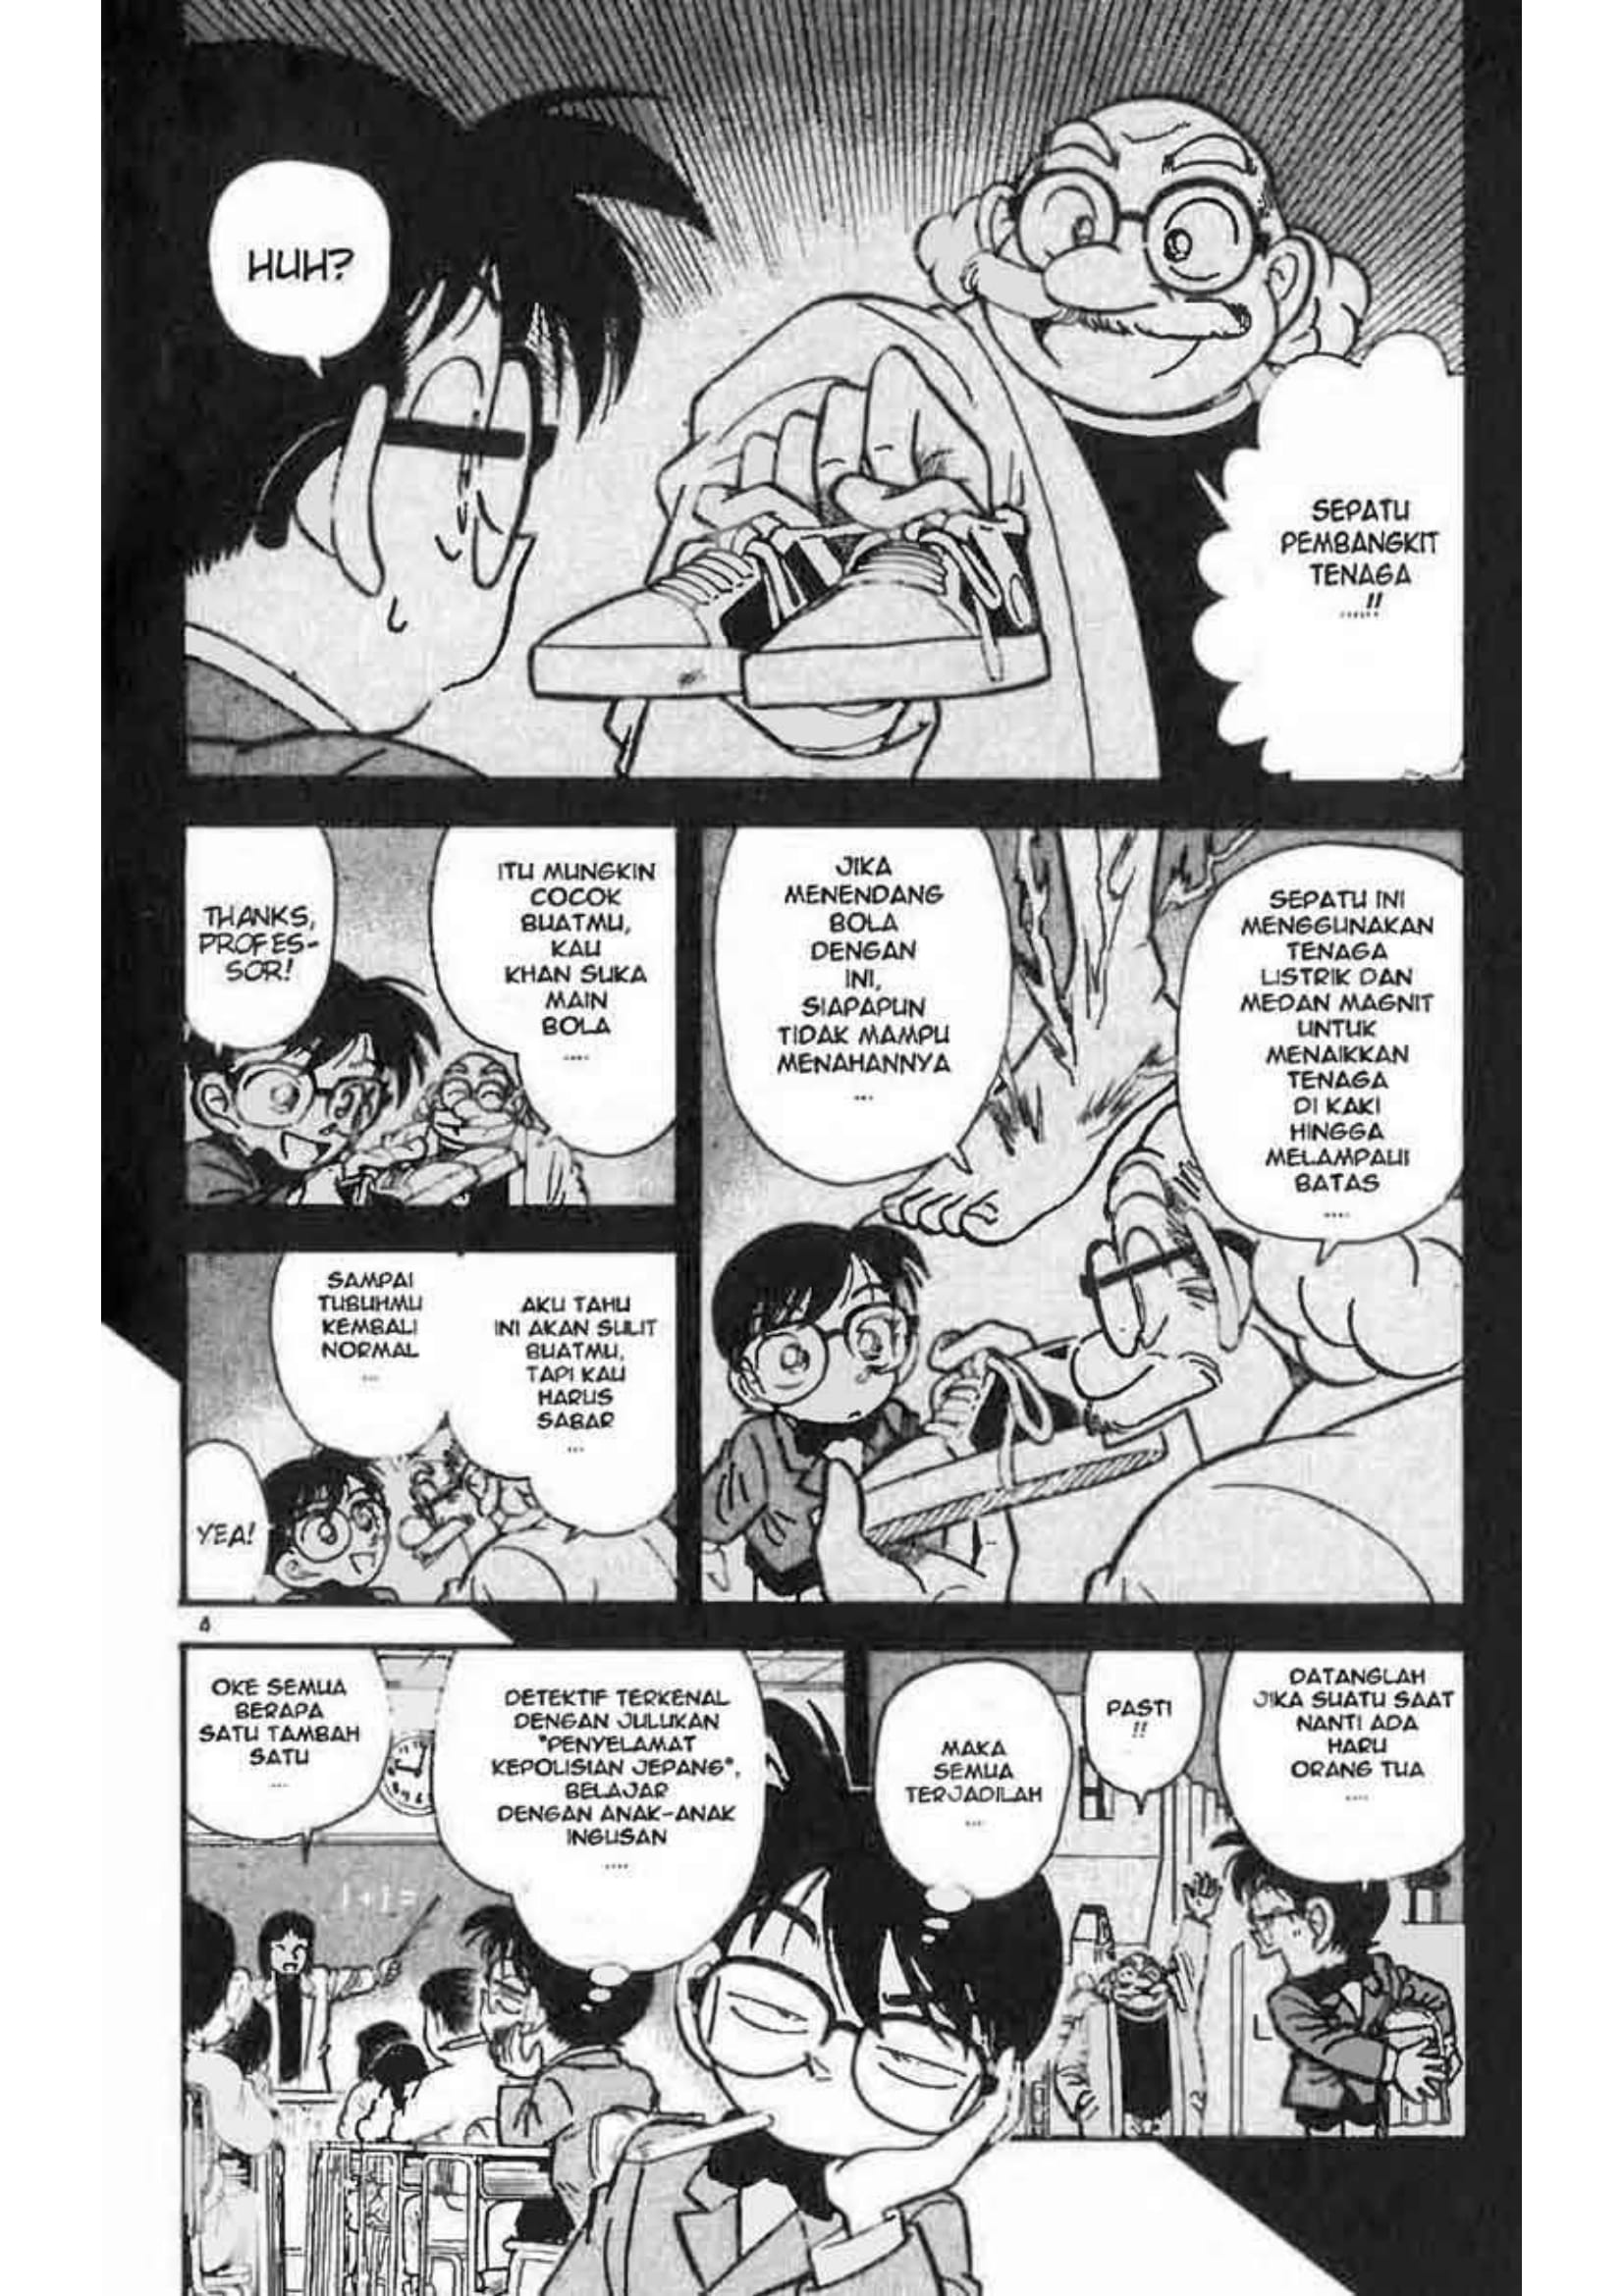 HUH?
SEPATU
PEMBANGKIT
TENAGA
......!!
SEPATU INI
MENGGUNAKAN
TENAGA
LISTRIK DAN
MEDAN MAGNIT
UNTUK
MENAIKKAN
TENAGA
DI KAKI
HINGGA
MELAMPAUI
BATAS
....
JIKA
MENENDANG
BOLA
DENGAN
INI,
SIAPAPUN
TIDAK MAMPU
MENAHANNYA
...
ITU MUNGKIN
COCOK
BUATMU,
KAU
KHAN SUKA
MAIN
BOLA
....
THANKS,
PROFES-
SOR!
AKU TAHU
INI AKAN SULIT
BUATMU,
TAPI KAU
HARUS
SABAR
...
SAMPAI
TUBUHMU
KEMBALI
NORMAL
...
YEA!
4
DATANGLAH
JIKA SUATU SAAT
NANTI ADA
HARU
ORANG TUA
....
PASTI
!!
MAKA
SEMUA
TERJADILAH
...
DETEKTIF TERKENAL
DENGAN JULUKAN
"PENYELAMAT
KEPOLISIAN JEPANG",
BELAJAR
DENGAN ANAK-ANAK
INGUSAN
....
OKE SEMUA
BERAPA
SATU TAMBAH
SATU
...
1+1=